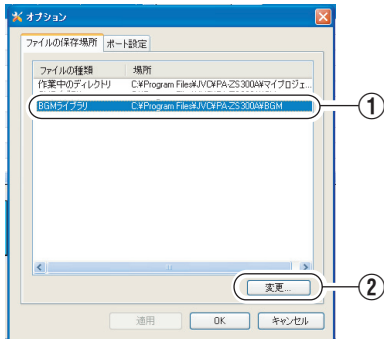 オプション
ファイルの保存場所 ポート設定
ファイルの種類 場所
作業中のディレクトリ C:¥Program Files¥JVC¥PA-ZS300A¥マイプロジェ...
BGMライブラリ C:¥Program Files¥JVC¥PA-ZS300A¥BGM
①
変更...
②
適用 OK キャンセル